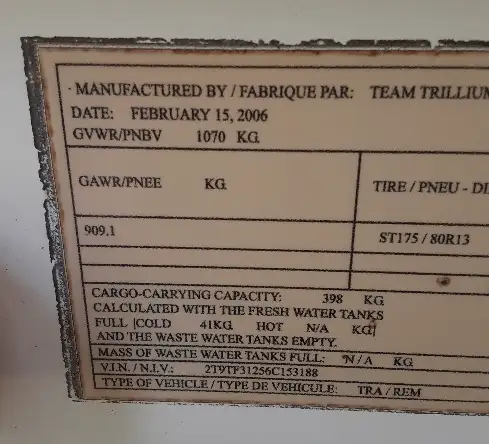 MANUFACTURED BY / FABRIQUE PAR: TEAM TRILLIUM
DATE: FEBRUARY 15, 2006
GVWR/PNBV 1070 KG
GAWR/PNEE KG TIRE / PNEU - DI
909.1 ST175 / 80R13
CARGO-CARRYING CAPACITY: 398 KG
CALCULATED WITH THE FRESH WATER TANKS
FULL |COLD 41KG HOT N/A KG|
AND THE WASTE WATER TANKS EMPTY.
MASS OF WASTE WATER TANKS FULL: N/A KG
V.I.N. / N.I.V.: 2T9TF31256C153188
TYPE OF VEHICLE / TYPE DE VEHICULE: TRA / REM